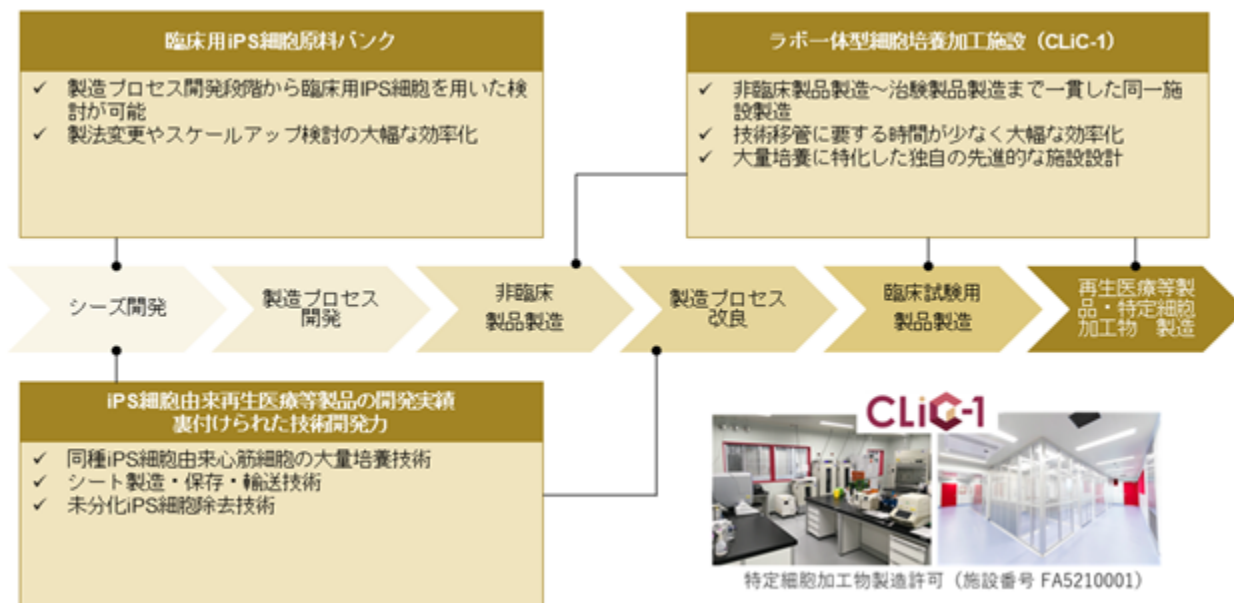 臨床用iPS細胞原料バンク
✓ 製造プロセス開発段階から臨床用IPS細胞を用いた検
討が可能
✓ 製法変更やスケールアップ検討の大幅な効率化
ラボ一体型細胞培養加工施設（CLiC-1）
✓ 非臨床製品製造～治験製品製造まで一貫した同一施
設製造
✓ 技術移管に要する時間が少なく大幅な効率化
✓ 大量培養に特化した独自の先進的な施設設計
シーズ開発
製造プロセス
開発
非臨床
製品製造
製造プロセス
改良
臨床試験用
製品製造
再生医療等製
品・特定細胞
加工物 製造
iPS細胞由来再生医療等製品の開発実績
裏付けられた技術開発力
✓ 同種iPS細胞由来心筋細胞の大量培養技術
✓ シート製造・保存・輸送技術
✓ 未分化iPS細胞除去技術
CLiC-1
特定細胞加工物製造許可（施設番号 FA5210001）